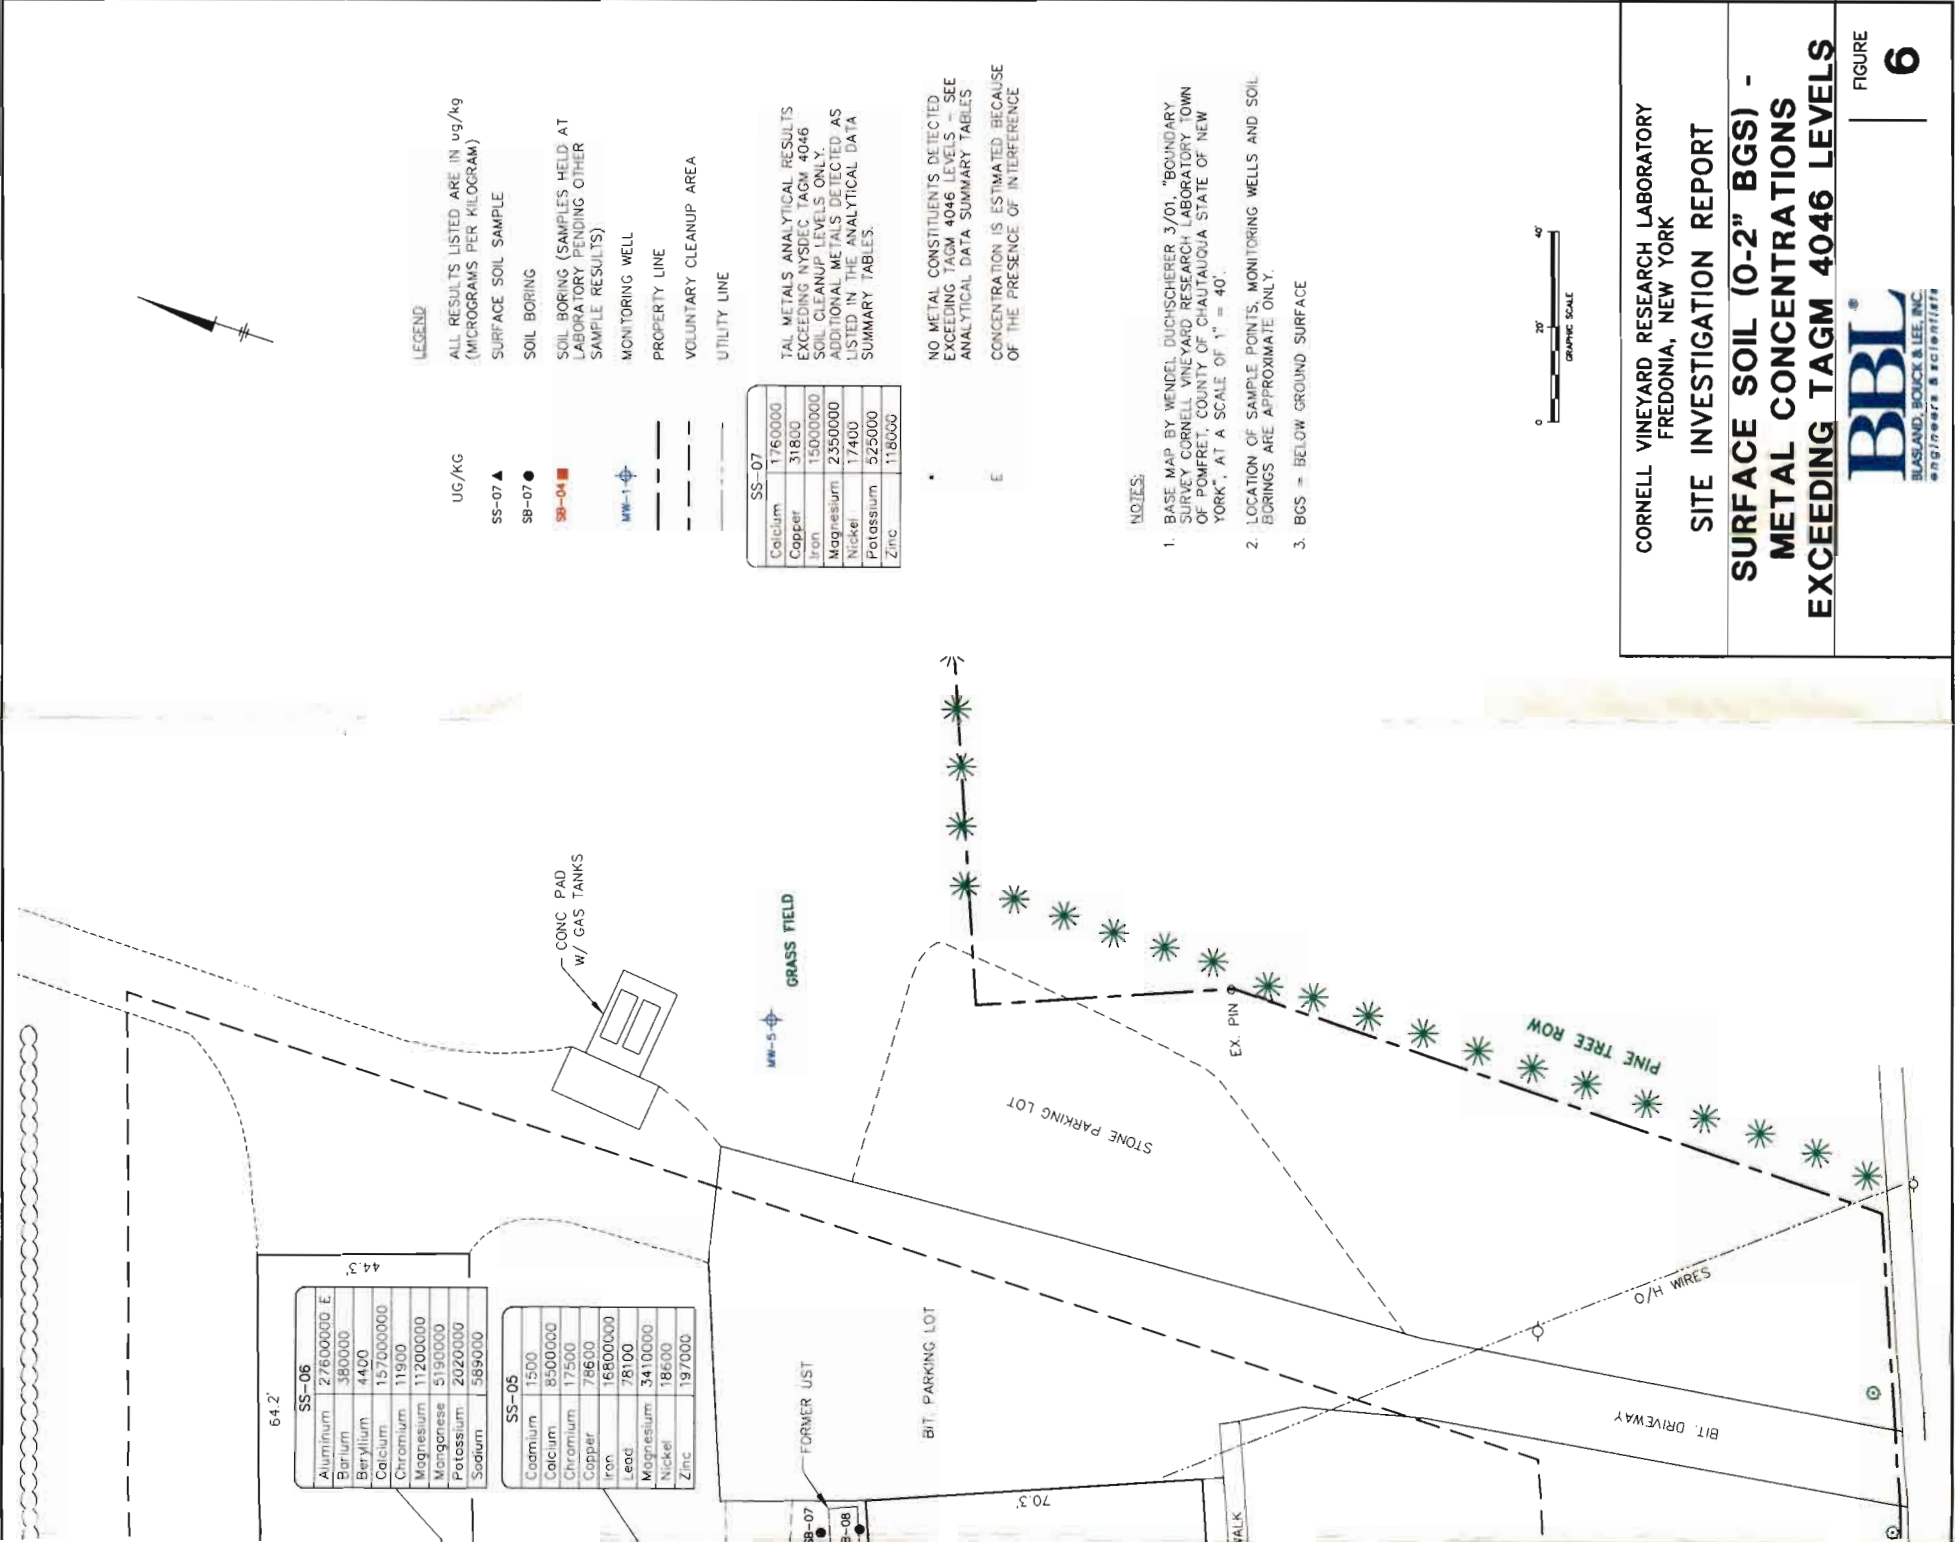 LEGEND
UG/KG
ALL RESULTS LISTED ARE IN ug/kg
(MICROGRAMS PER KILOGRAM)
SS-07
SURFACE SOIL SAMPLE
SB-07
SOIL BORING
SB-04
SOIL BORING (SAMPLES HELD AT
LABORATORY PENDING OTHER
SAMPLE RESULTS)
MW-1
MONITORING WELL
PROPERTY LINE
VOLUNTARY CLEANUP AREA
UTILITY LINE
SS-07
Calcium 1760000
Copper 31800
Iron 15000000
Magnesium 2350000
Nickel 17400
Potassium 525000
Zinc 118000
TAL METALS ANALYTICAL RESULTS
EXCEEDING NYSDEC TAGM 4046
SOIL CLEANUP LEVELS ONLY.
ADDITIONAL METALS DETECTED AS
LISTED IN THE ANALYTICAL DATA
SUMMARY TABLES.
*
NO METAL CONSTITUENTS DETECTED
EXCEEDING TAGM 4046 LEVELS - SEE
ANALYTICAL DATA SUMMARY TABLES
E
CONCENTRATION IS ESTIMATED BECAUSE
OF THE PRESENCE OF INTERFERENCE
NOTES:
1. BASE MAP BY WENDEL DUCHSCHERER 3/01, "BOUNDARY
SURVEY CORNELL VINEYARD RESEARCH LABORATORY TOWN
OF POMFRET, COUNTY OF CHAUTAUQUA STATE OF NEW
YORK", AT A SCALE OF 1" = 40'.
2. LOCATION OF SAMPLE POINTS, MONITORING WELLS AND SOIL
BORINGS ARE APPROXIMATE ONLY.
3. BGS = BELOW GROUND SURFACE
0 20' 40'
GRAPHIC SCALE
CORNELL VINEYARD RESEARCH LABORATORY
FREDONIA, NEW YORK
SITE INVESTIGATION REPORT
SURFACE SOIL (0-2" BGS) -
METAL CONCENTRATIONS
EXCEEDING TAGM 4046 LEVELS
BBL®
BLASLAND, BOUCK & LEE, INC.
engineers & scientists
FIGURE
6
CONC PAD
W/ GAS TANKS
GRASS FIELD
MW-5
EX. PIN
PINE TREE ROW
STONE PARKING LOT
64.2'
44.3'
SS-06
Aluminum 27600000 E
Barium 380000
Beryllium 4400
Calcium 157000000
Chromium 11900
Magnesium 11200000
Manganese 5190000
Potassium 2020000
Sodium 589000
SS-05
Cadmium 1500
Calcium 8500000
Chromium 17500
Copper 78600
Iron 16800000
Lead 78100
Magnesium 3410000
Nickel 18600
Zinc 197000
FORMER UST
BIT. PARKING LOT
H/O WIRES
BIT. DRIVEWAY
70.3'
SB-07
B-08
WALK